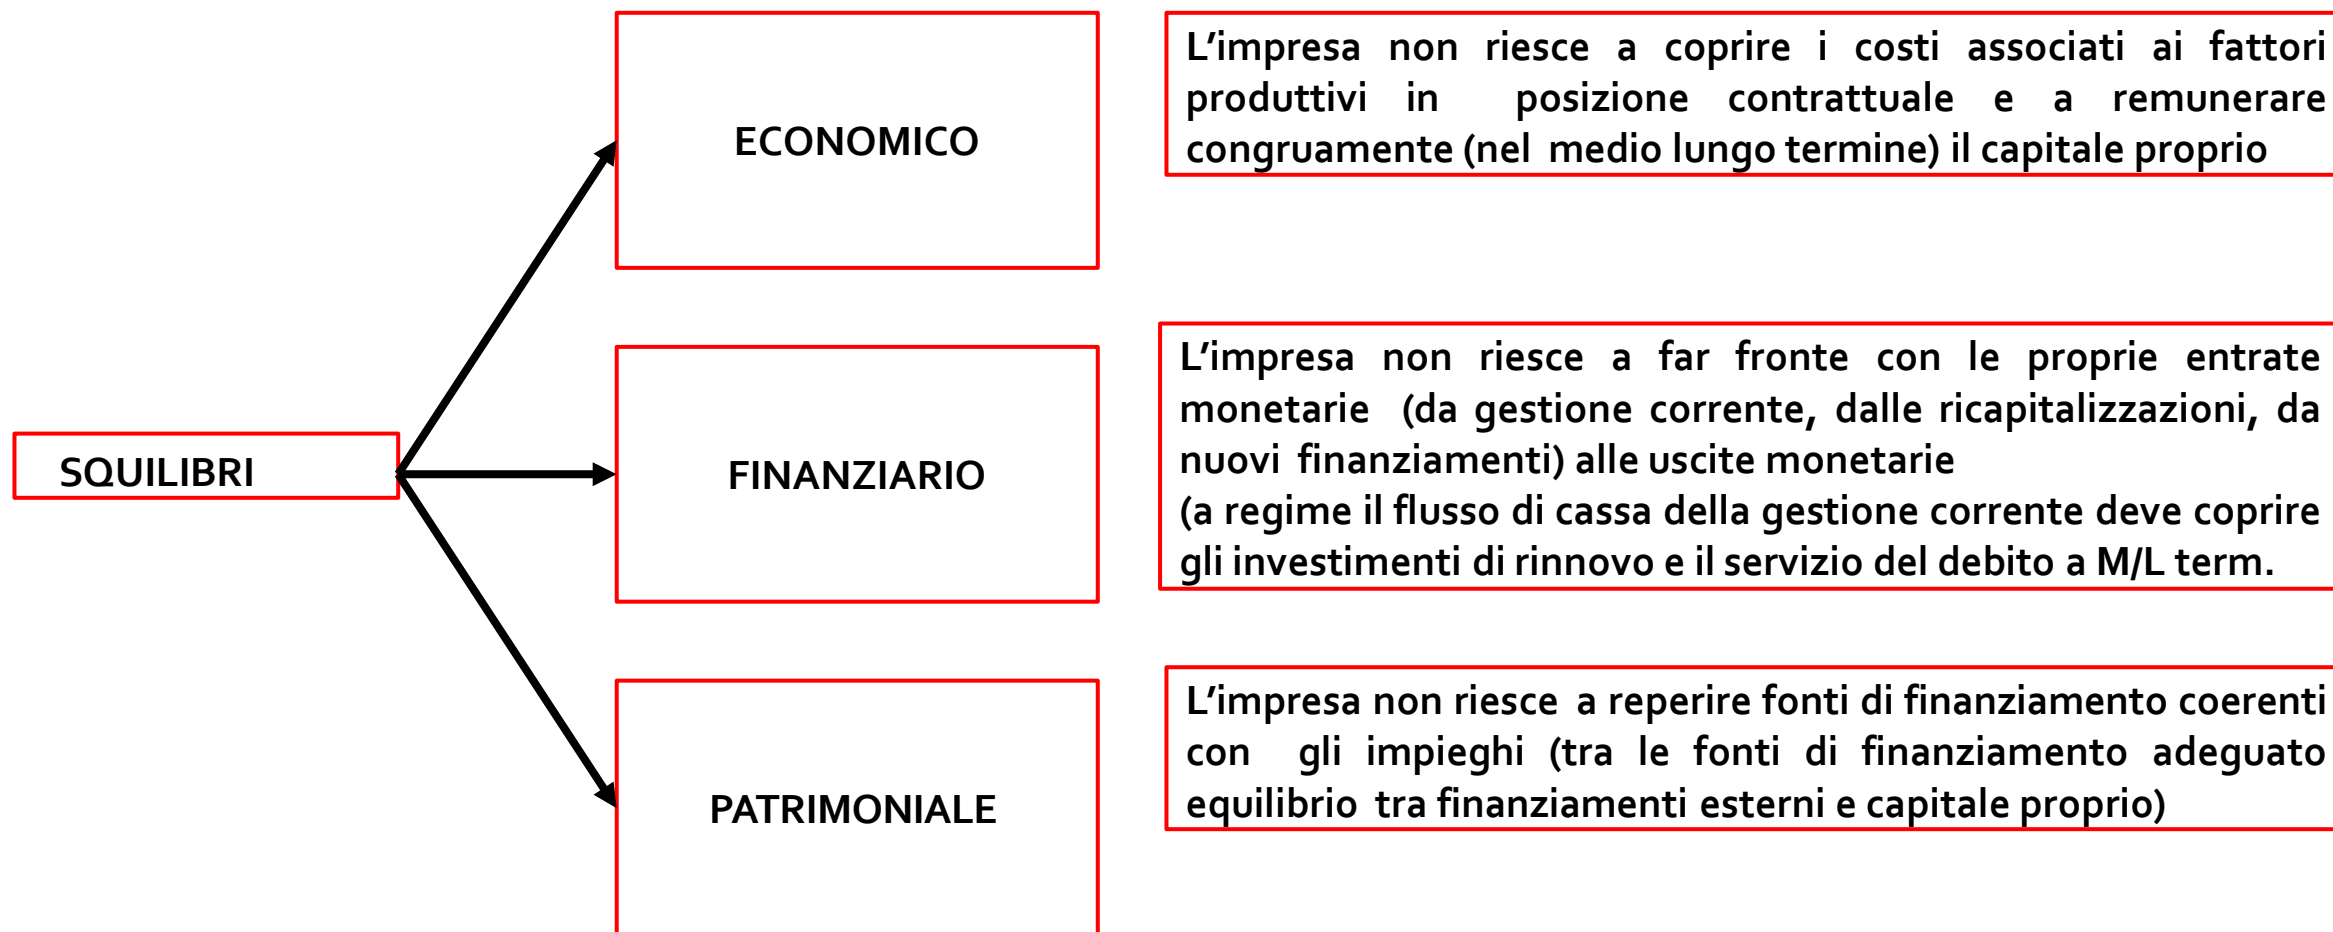 SQUILIBRI
ECONOMICO
L’impresa non riesce a coprire i costi associati ai fattori
produttivi in posizione contrattuale e a remunerare
congruamente (nel medio lungo termine) il capitale proprio
FINANZIARIO
L’impresa non riesce a far fronte con le proprie entrate
monetarie (da gestione corrente, dalle ricapitalizzazioni, da
nuovi finanziamenti) alle uscite monetarie
(a regime il flusso di cassa della gestione corrente deve coprire
gli investimenti di rinnovo e il servizio del debito a M/L term.
PATRIMONIALE
L’impresa non riesce a reperire fonti di finanziamento coerenti
con gli impieghi (tra le fonti di finanziamento adeguato
equilibrio tra finanziamenti esterni e capitale proprio)